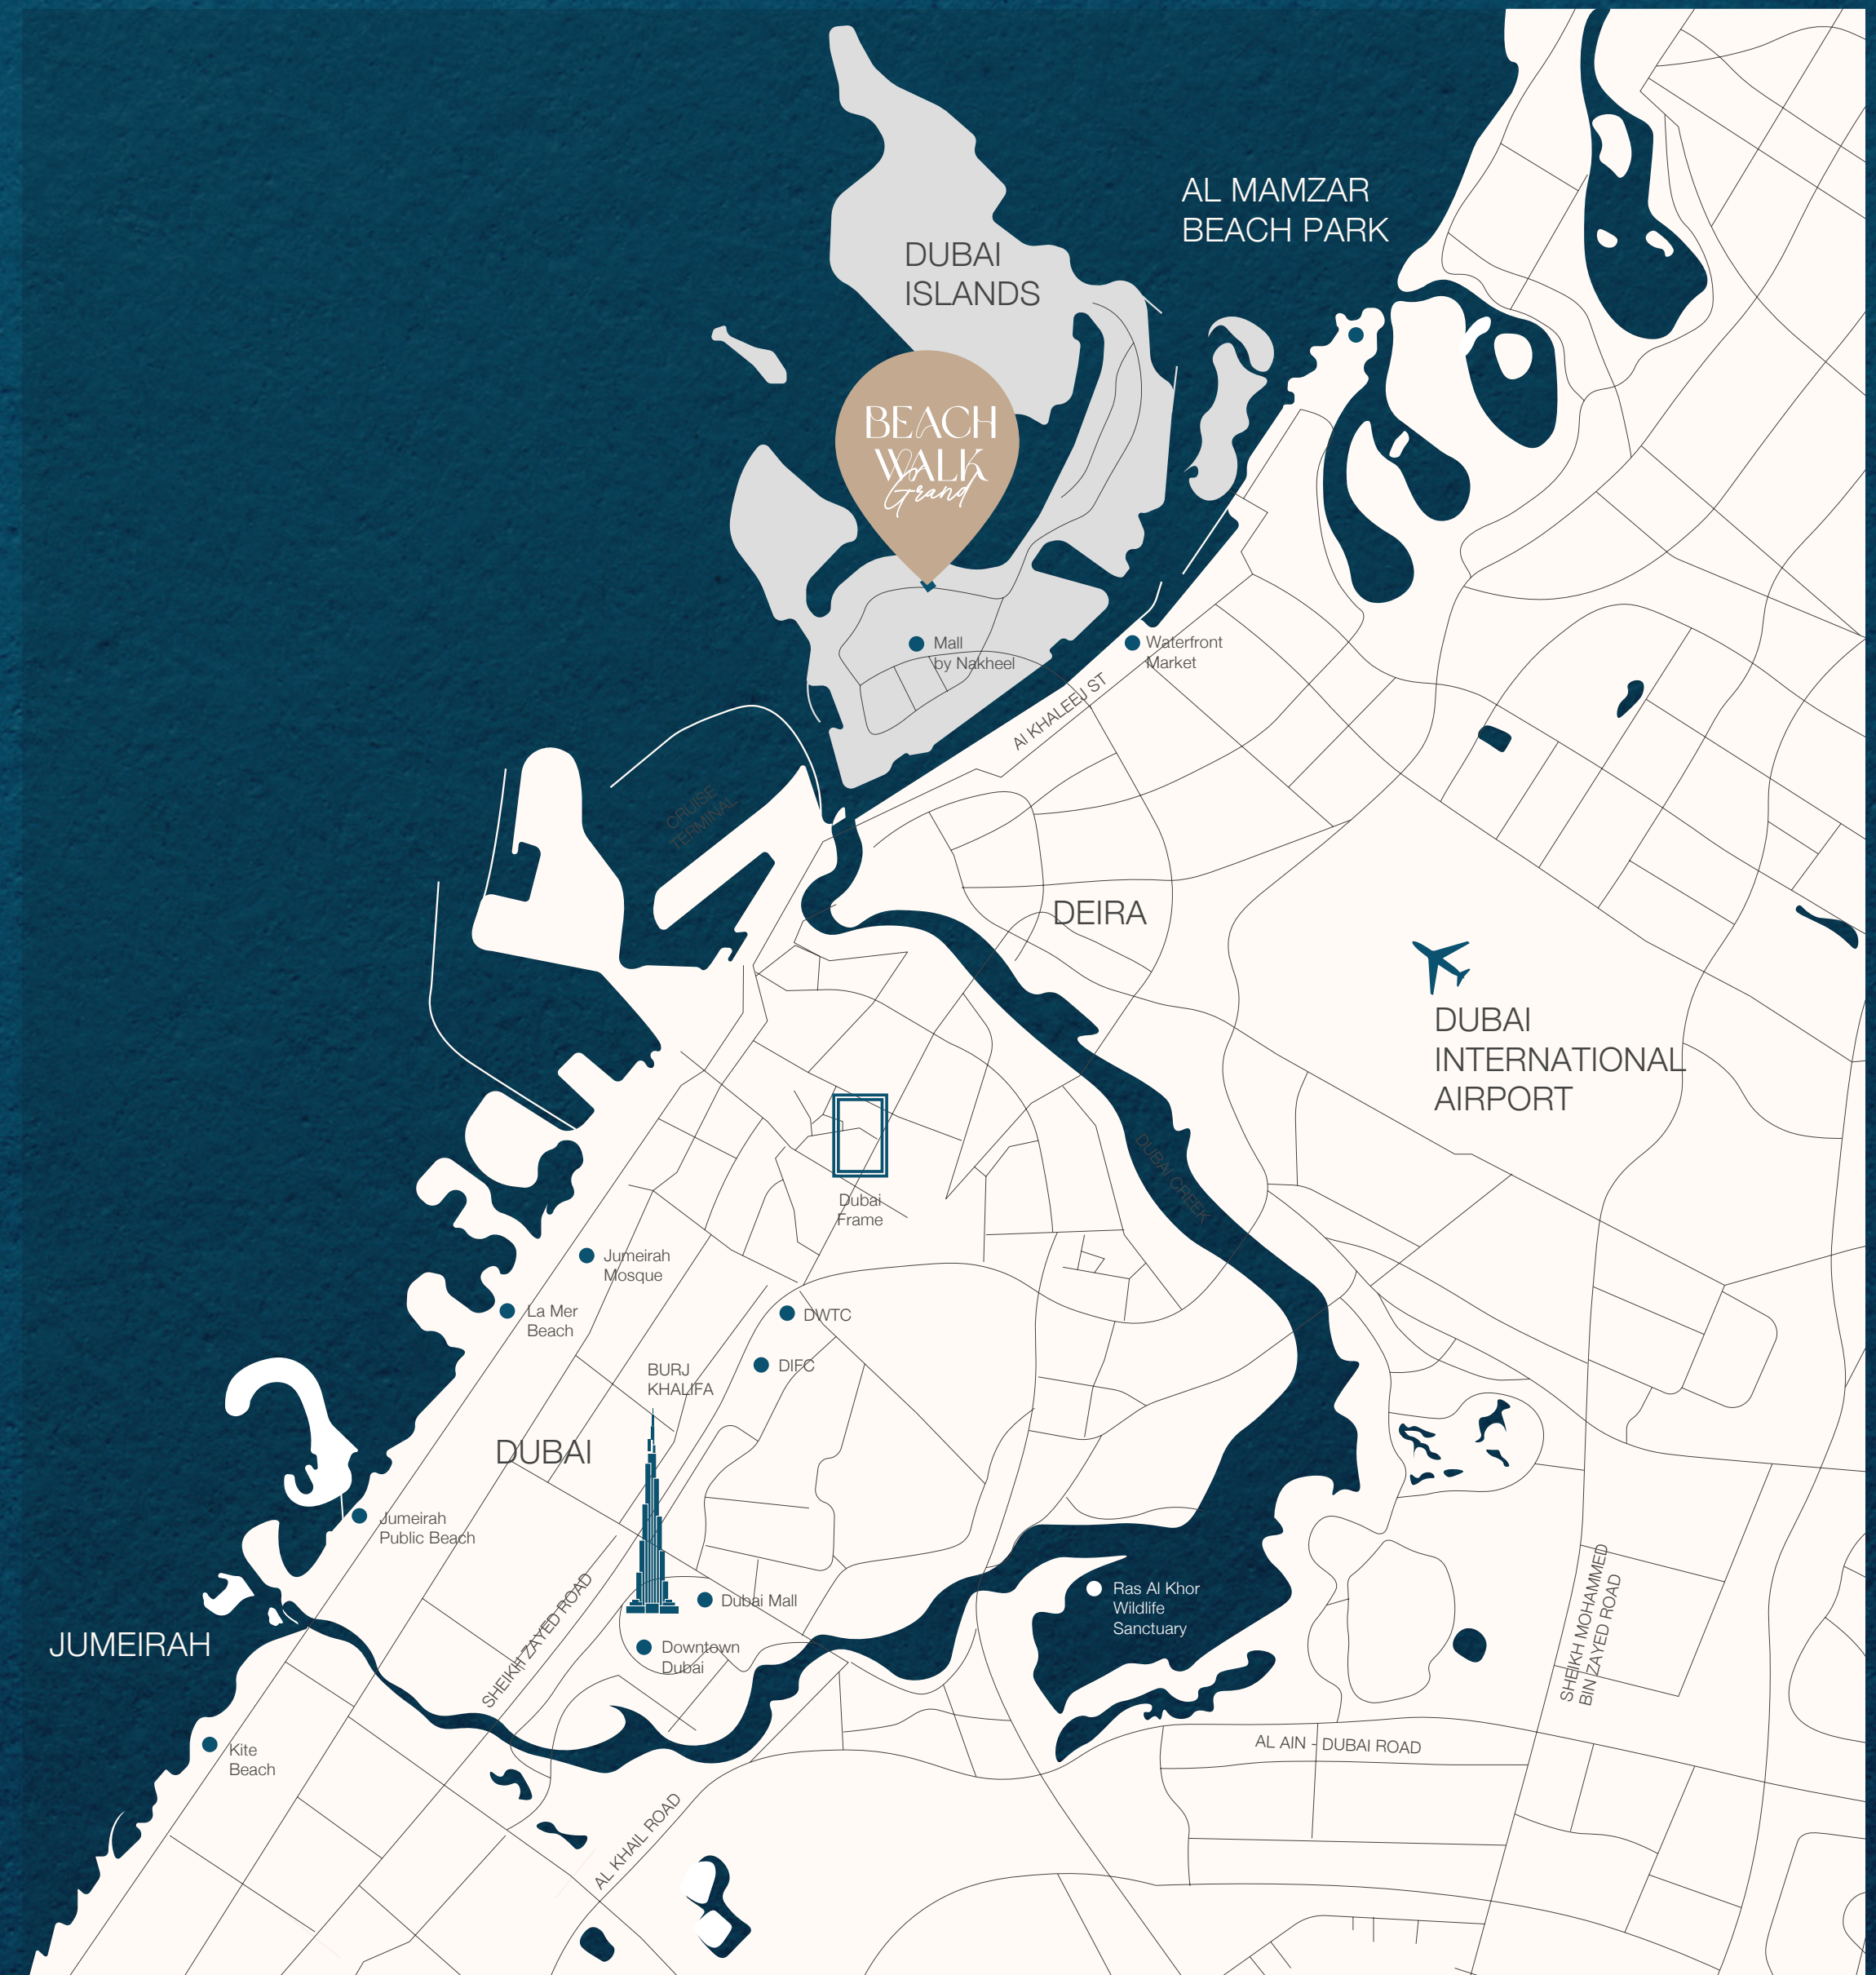 AL MAMZAR
BEACH PARK
DUBAI
ISLANDS
BEACH
WALK
Grand
Mall
by Nakheel
Waterfront
Market
Al KHALEEJ ST
CRUISE
TERMINAL
DEIRA
DUBAI
INTERNATIONAL
AIRPORT
DUBAI CREEK
Dubai
Frame
Jumeirah
Mosque
La Mer
Beach
DWTC
DIFC
BURJ
KHALIFA
DUBAI
Jumeirah
Public Beach
SHEIKH ZAYED ROAD
Dubai Mall
Downtown
Dubai
Ras Al Khor
Wildlife
Sanctuary
SHEIKH MOHAMMED
BIN ZAYED ROAD
JUMEIRAH
Kite
Beach
AL AIN - DUBAI ROAD
AL KHAIL ROAD